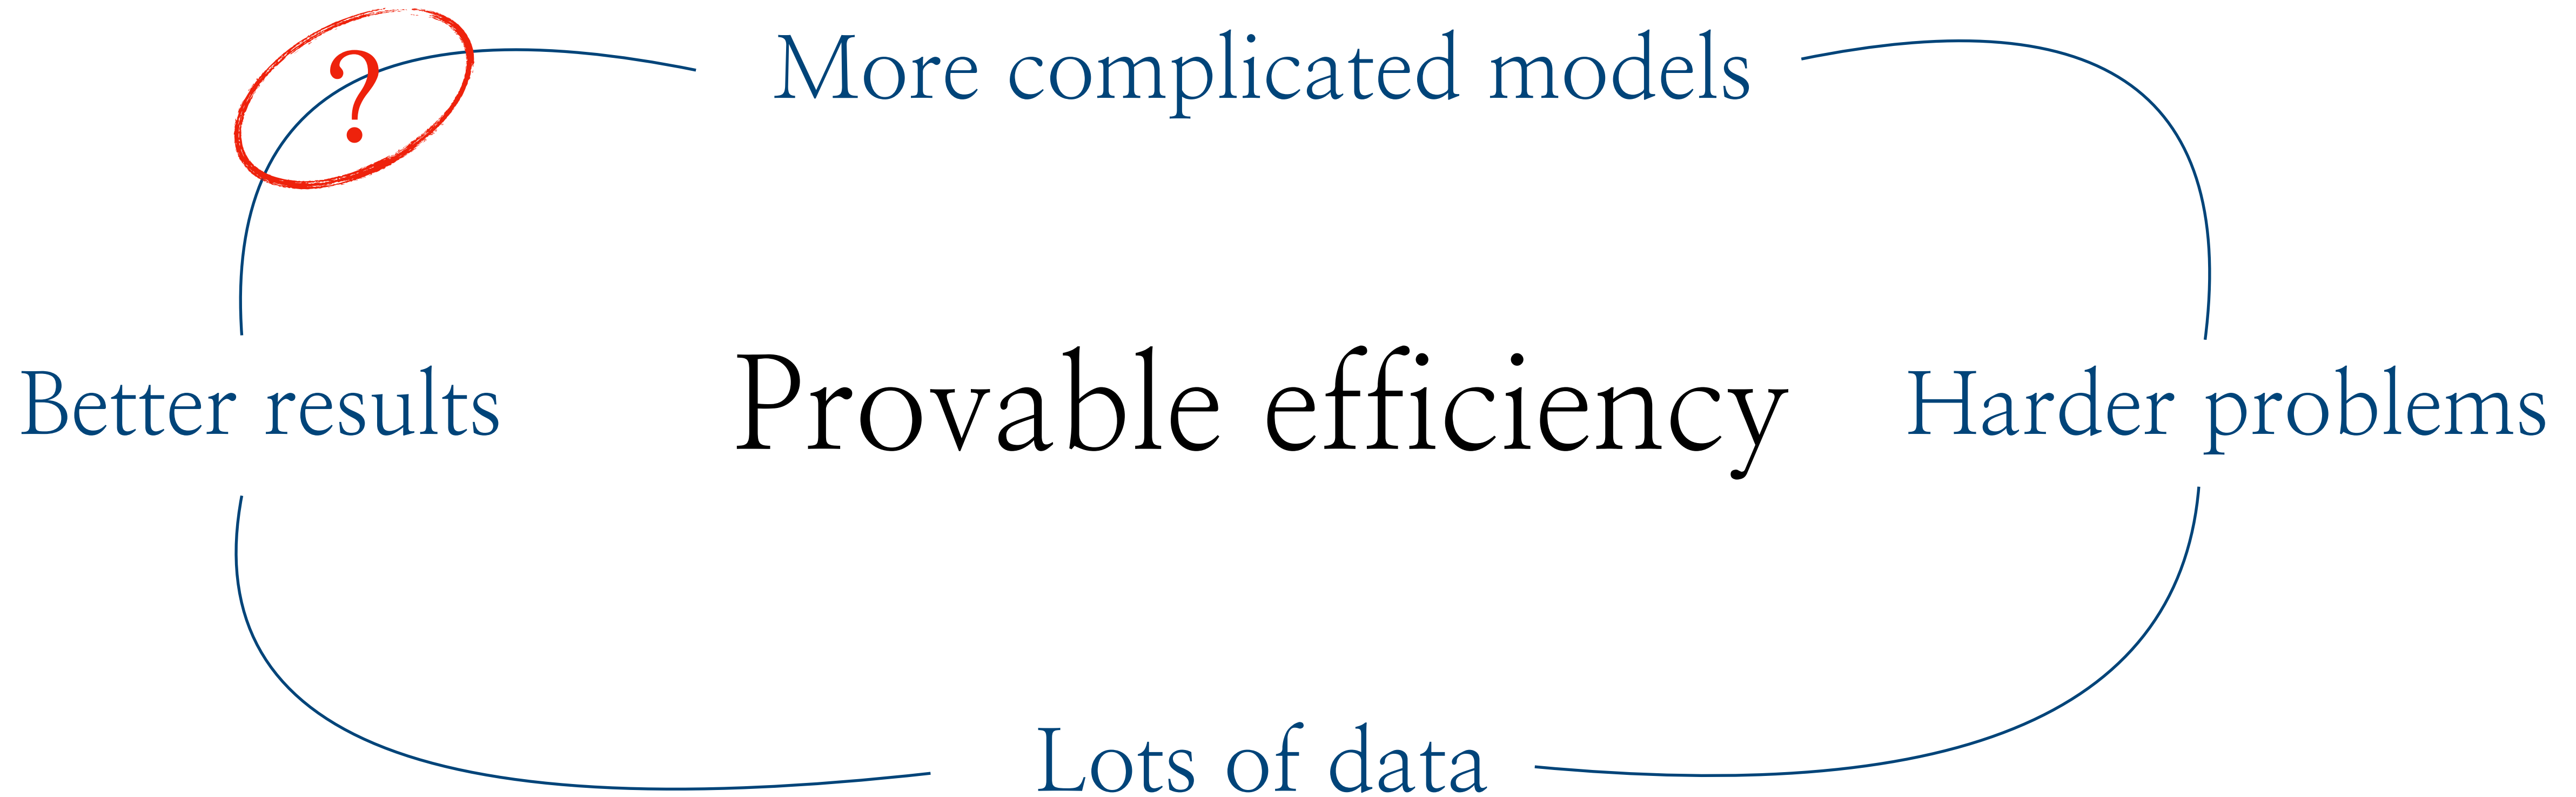 ?
More complicated models
Better results
Provable efficiency
Harder problems
Lots of data